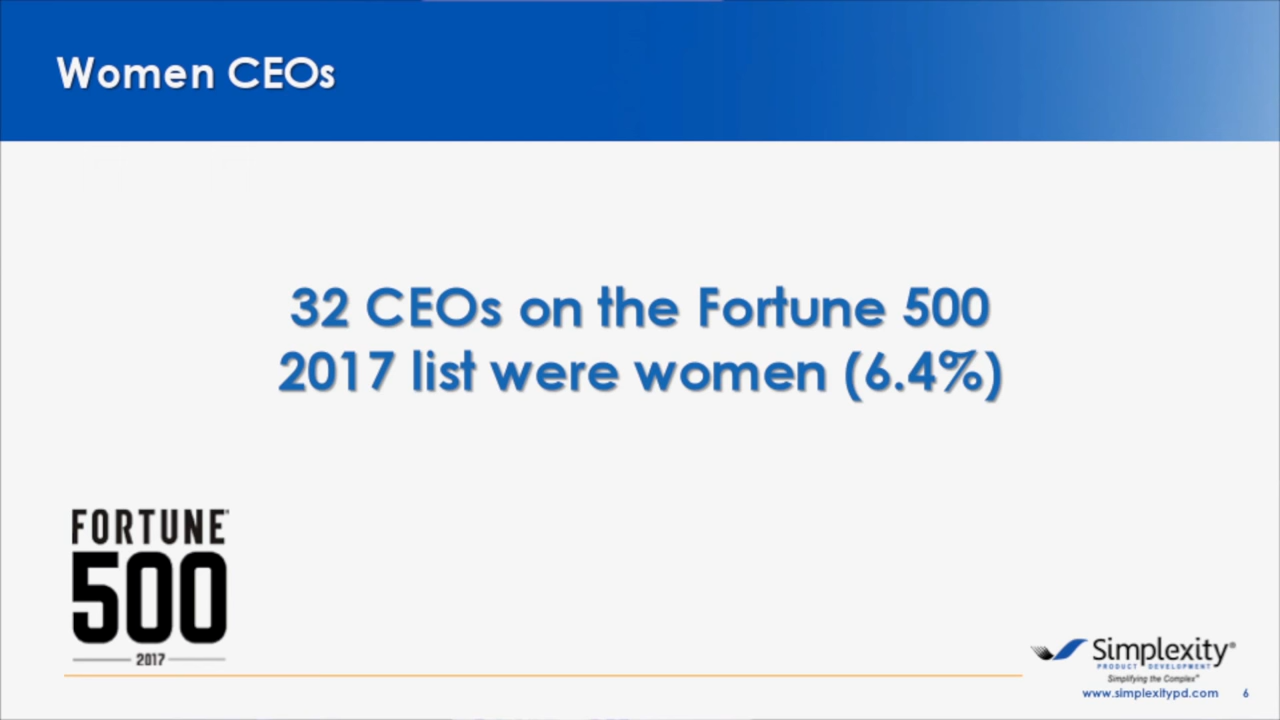 Women CEOs
32 CEOs on the Fortune 500
2017 list were women (6.4%)
FORTUNE
500
2017
Simplexity®
PRODUCT DEVELOPMENT
Simplifying the Complex™
www.simplexitypd.com 6